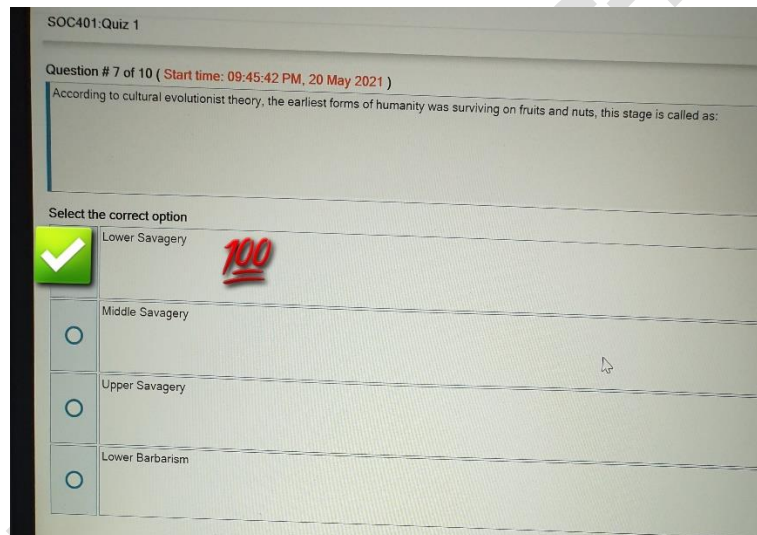 SOC401:Quiz 1
Question # 7 of 10 ( Start time: 09:45:42 PM, 20 May 2021 )
According to cultural evolutionist theory, the earliest forms of humanity was surviving on fruits and nuts, this stage is called as:
Select the correct option
Lower Savagery
100
Middle Savagery
Upper Savagery
Lower Barbarism